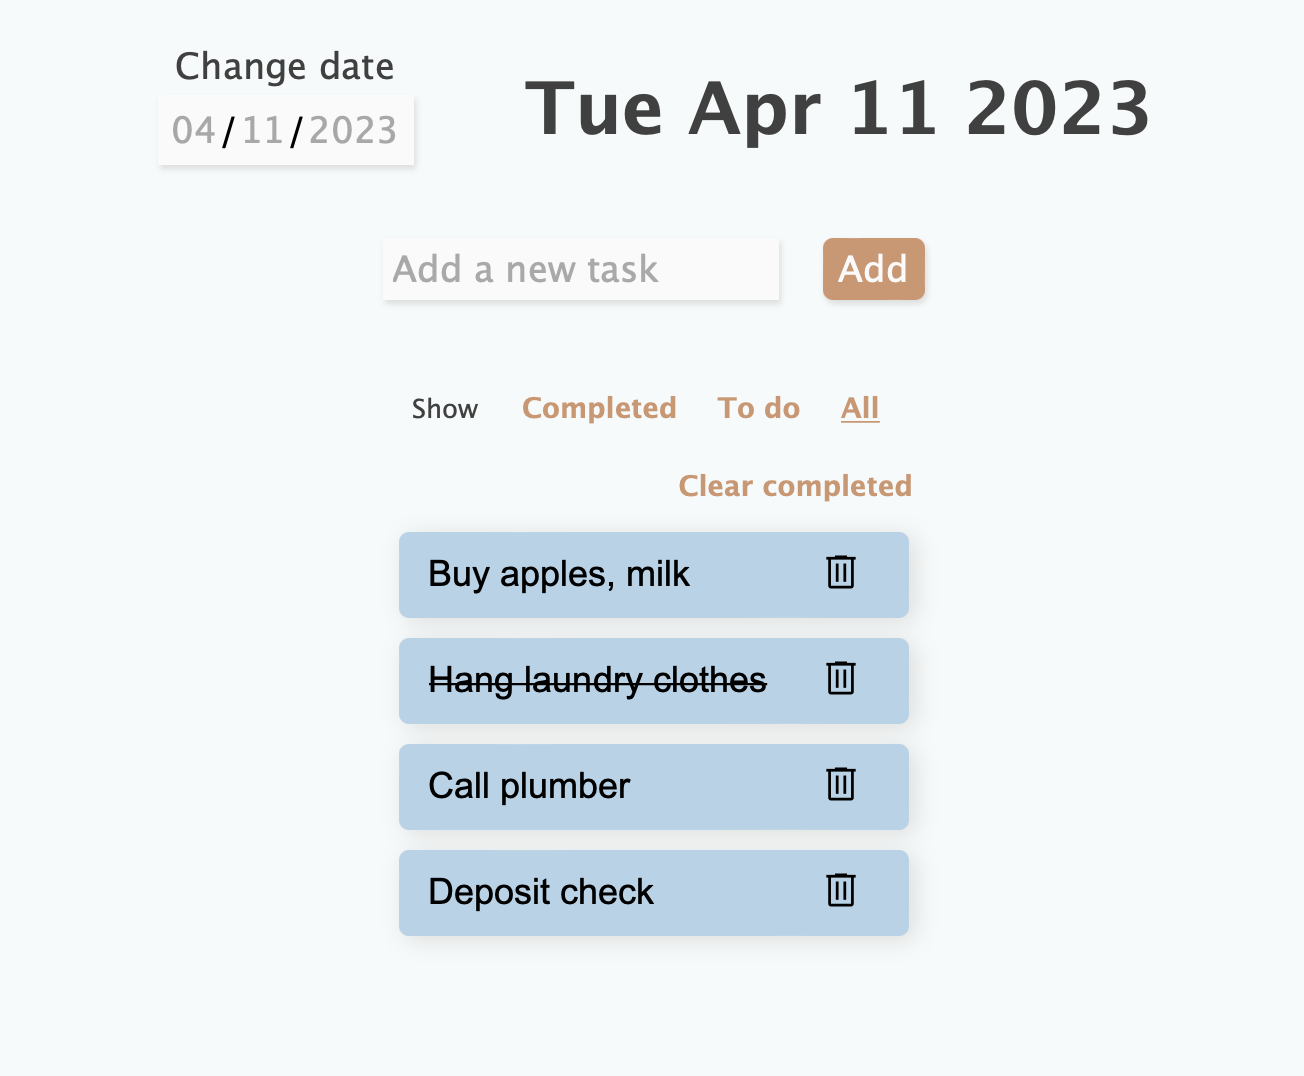 Change date
04/11/2023
Tue Apr 11 2023
Add a new task
Add
Show Completed To do All
Clear completed
Buy apples, milk
Hang laundry clothes
Call plumber
Deposit check